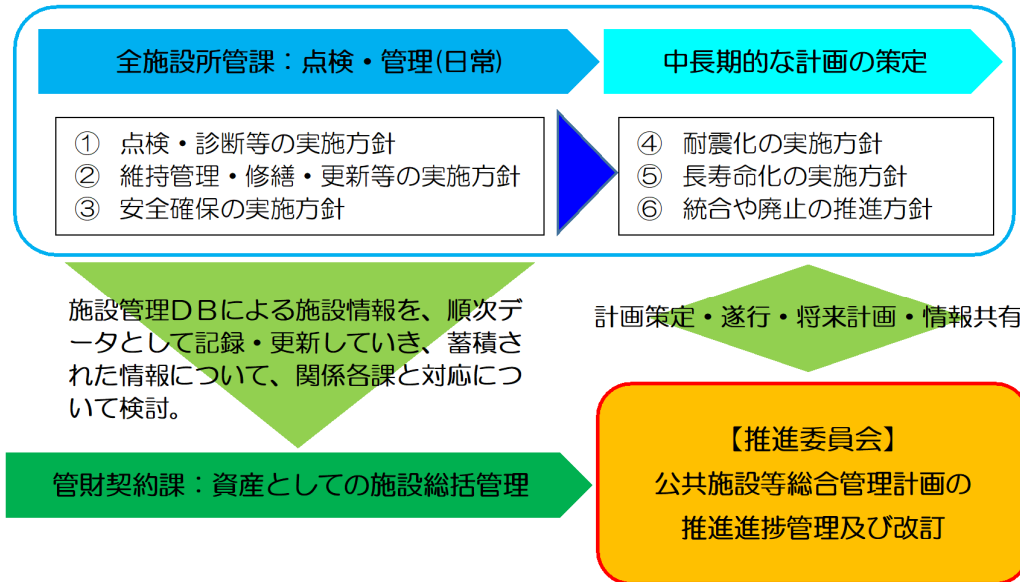 全施設所管課：点検・管理(日常)
中長期的な計画の策定
① 点検・診断等の実施方針
② 維持管理・修繕・更新等の実施方針
③ 安全確保の実施方針
④ 耐震化の実施方針
⑤ 長寿命化の実施方針
⑥ 統合や廃止の推進方針
施設管理ＤＢによる施設情報を、順次デ
ータとして記録・更新していき、蓄積さ
れた情報について、関係各課と対応につ
いて検討。
計画策定・遂行・将来計画・情報共有
管財契約課：資産としての施設総括管理
【推進委員会】
公共施設等総合管理計画の
推進進捗管理及び改訂